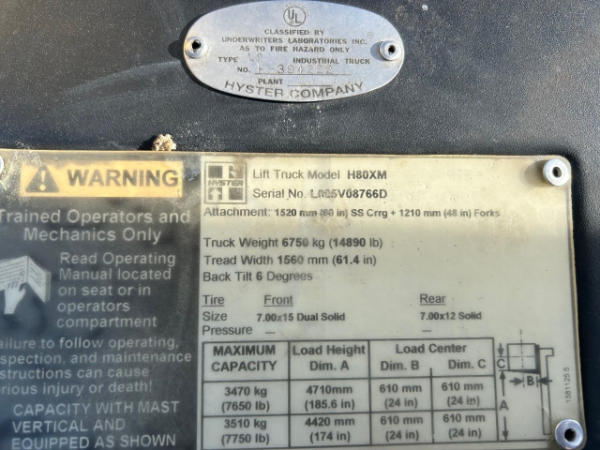 UL
CLASSIFIED BY
UNDERWRITERS LABORATORIES INC.
AS TO FIRE HAZARD ONLY
TYPE LP INDUSTRIAL TRUCK
NO.
PLANT
HYSTER COMPANY
WARNING
Trained Operators and
Mechanics Only
Read Operating
Manual located
on seat or in
operators
compartment
ailure to follow operating,
spection, and maintenance
structions can cause
rious injury or death!
CAPACITY WITH MAST
VERTICAL AND
EQUIPPED AS SHOWN
HYSTER
Lift Truck Model H80XM
Serial No. L005V08766D
Attachment: 1520 mm (60 in) SS Crrg + 1210 mm (48 in) Forks
Truck Weight 6750 kg (14890 lb)
Tread Width 1560 mm (61.4 in)
Back Tilt 6 Degrees
Tire Front Rear
Size 7.00x15 Dual Solid 7.00x12 Solid
Pressure — —
MAXIMUM CAPACITY Load Height Dim. A Load Center Dim. B Dim. C
3470 kg (7650 lb) 4710mm (185.6 in) 610 mm (24 in) 610 mm (24 in)
3510 kg (7750 lb) 4420 mm (174 in) 610 mm (24 in) 610 mm (24 in)
C
B
A